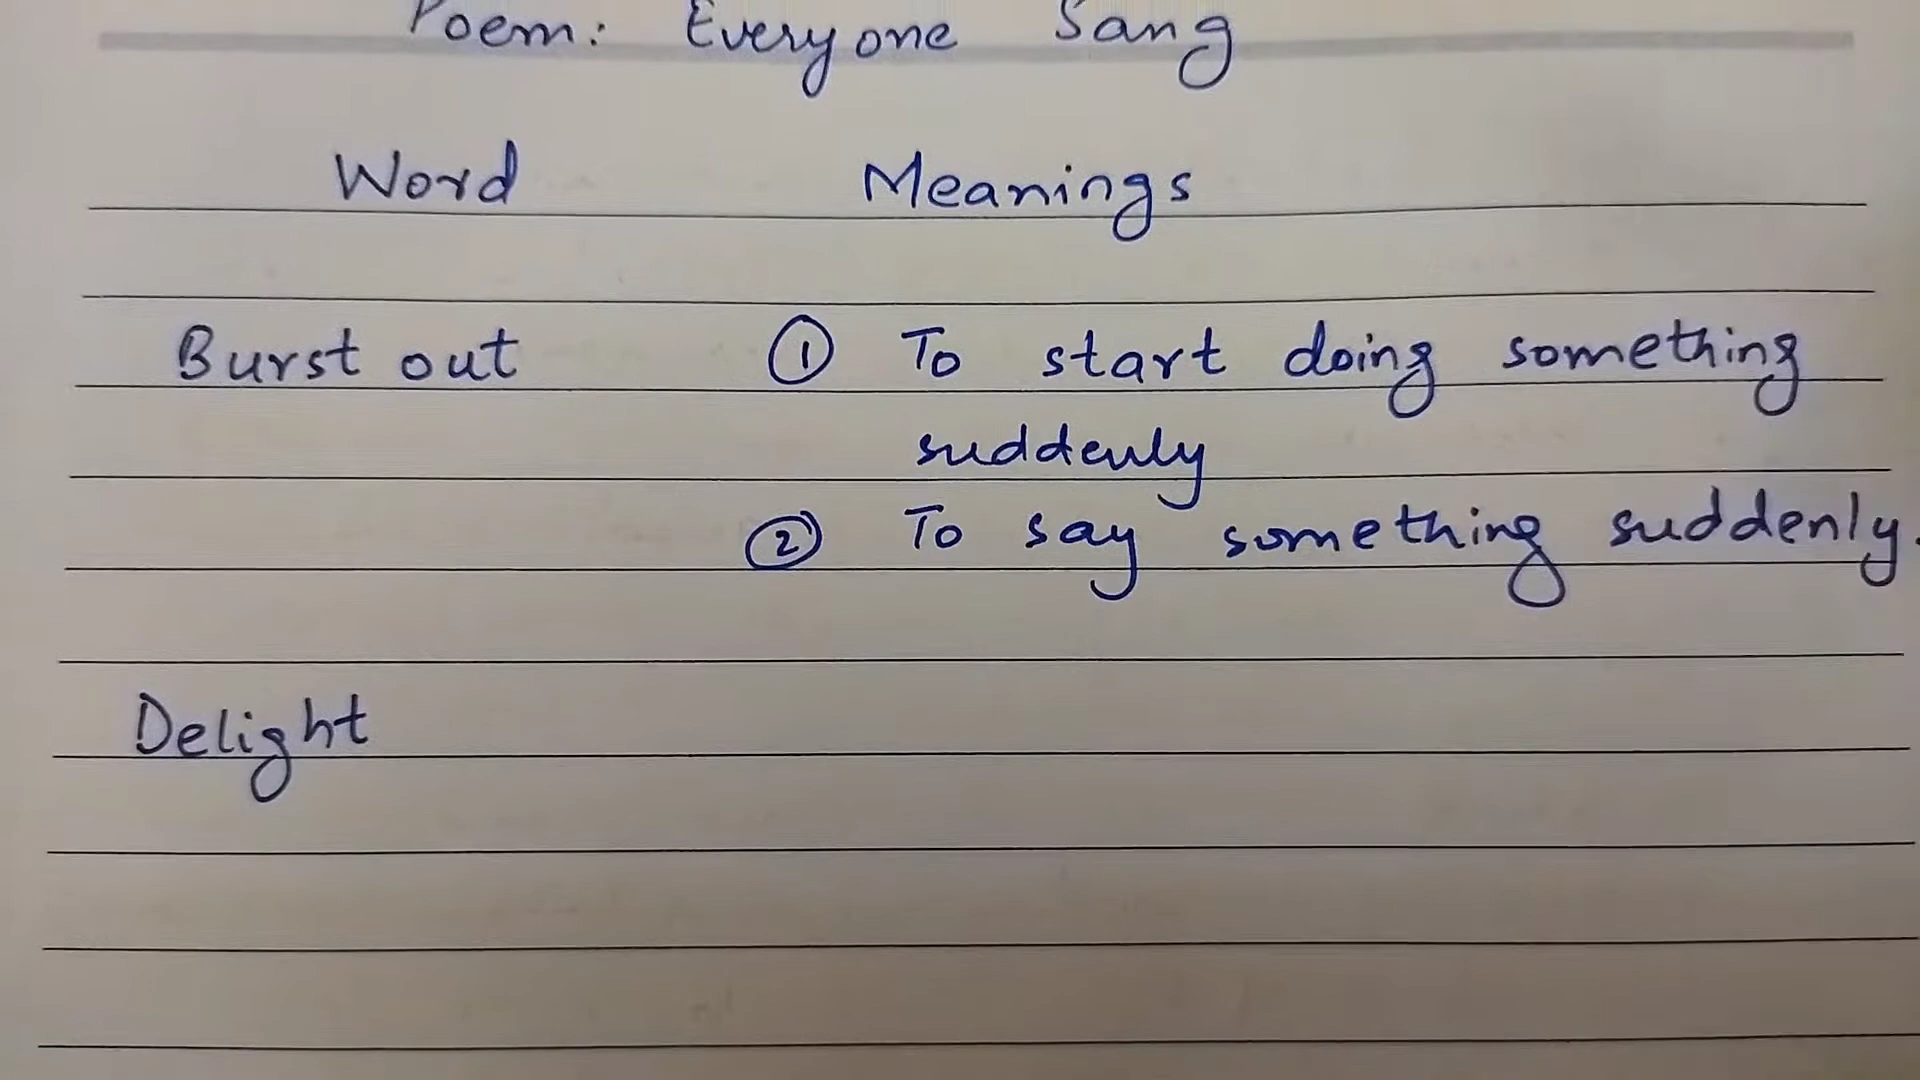 Poem: Everyone Sang
Word Meanings
Burst out ① To start doing something
suddenly
② To say something suddenly.
Delight